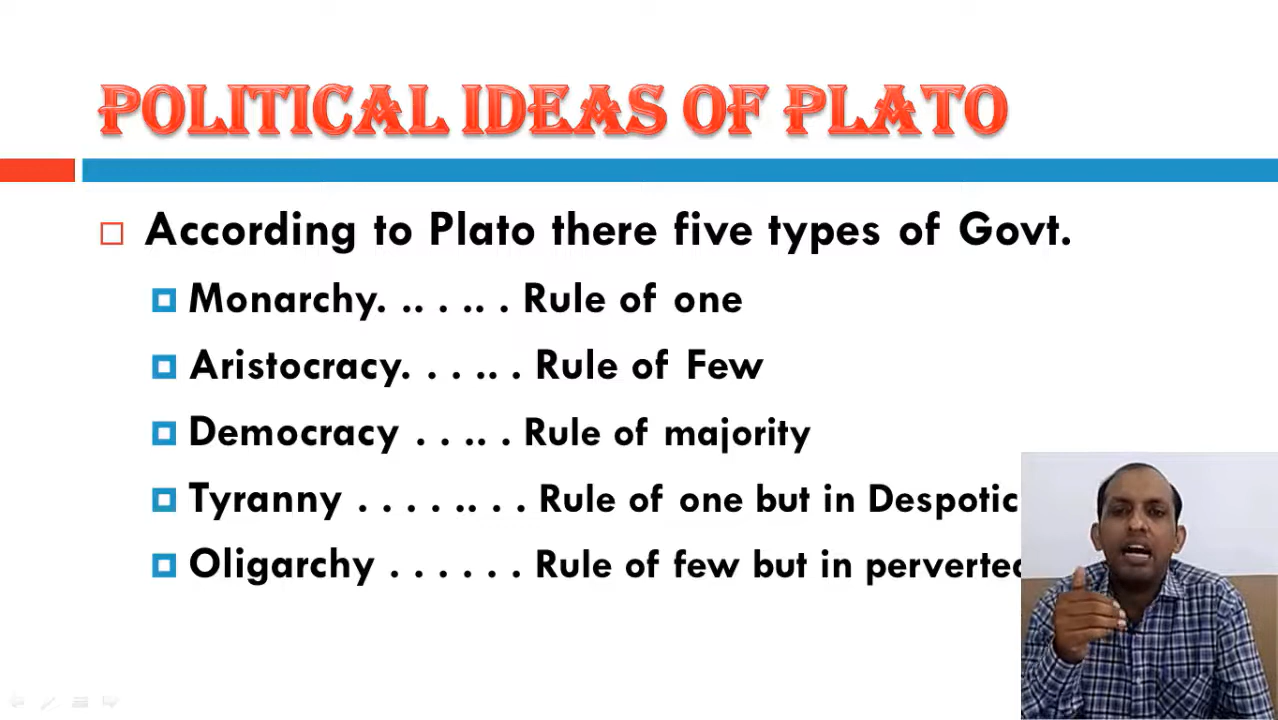 POLITICAL IDEAS OF PLATO
According to Plato there five types of Govt.
Monarchy. .. . .. . Rule of one
Aristocracy. . . .. . Rule of Few
Democracy . . .. . Rule of majority
Tyranny . . . . .. . . Rule of one but in Despotic
Oligarchy . . . . . . Rule of few but in perverted